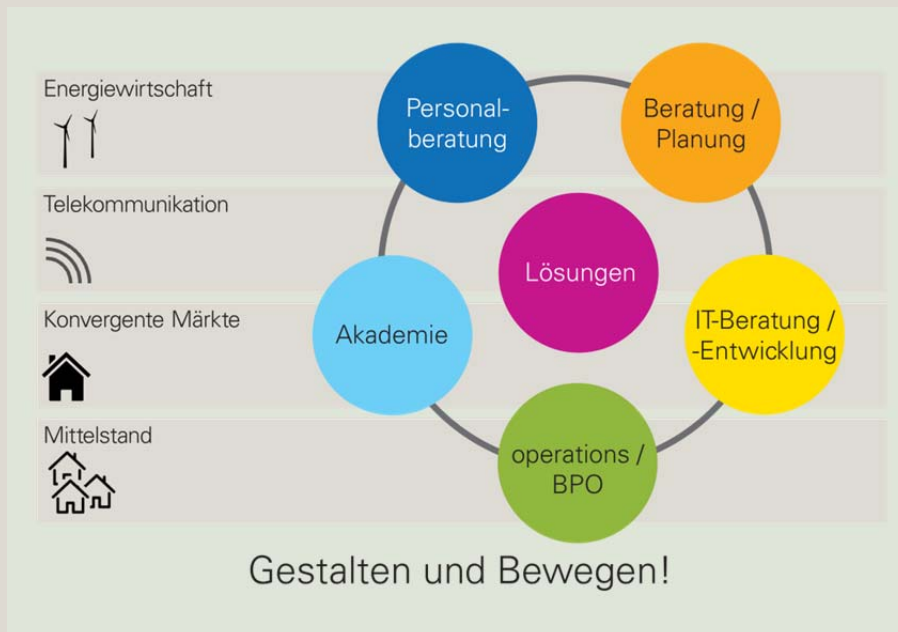 Energiewirtschaft
Telekommunikation
Konvergente Märkte
Mittelstand
Personal-
beratung
Beratung /
Planung
Lösungen
Akademie
IT-Beratung /
-Entwicklung
operations /
BPO
Gestalten und Bewegen!